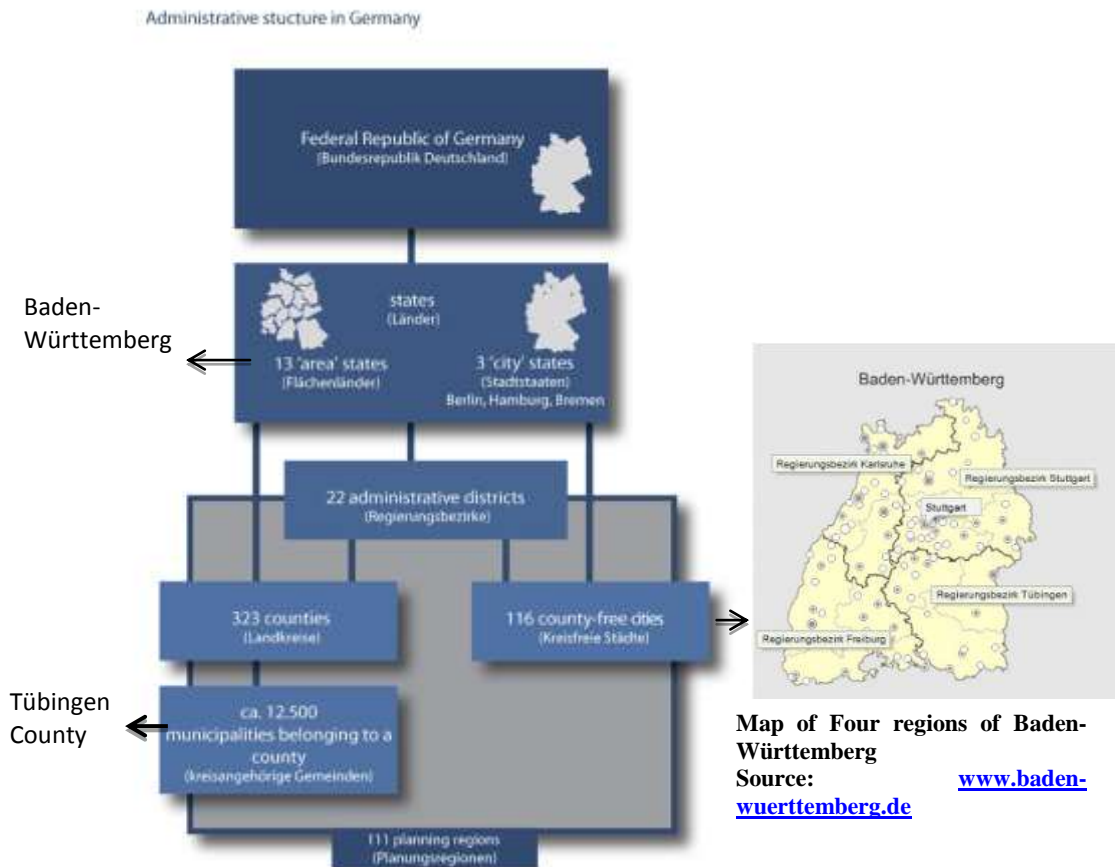 Administrative stucture in Germany
Federal Republic of Germany
(Bundesrepublik Deutschland)
Baden-
Württemberg
states
(Länder)
13 'area' states
(Flächenländer)
3 'city' states
(Stadtstaaten)
Berlin, Hamburg, Bremen
22 administrative districts
(Regierungsbezirke)
323 counties
(Landkreise)
116 county-free cities
(Kreisfreie Städte)
Tübingen
County
ca. 12.500
municipalities belonging to a
county
(kreisangehörige Gemeinden)
111 planning regions
(Planungsregionen)
Baden-Württemberg
Regierungsbezirk Karlsruhe
Regierungsbezirk Stuttgart
Stuttgart
Regierungsbezirk Tübingen
Regierungsbezirk Freiburg
Map of Four regions of Baden-
Württemberg
Source: www.baden-
wuerttemberg.de